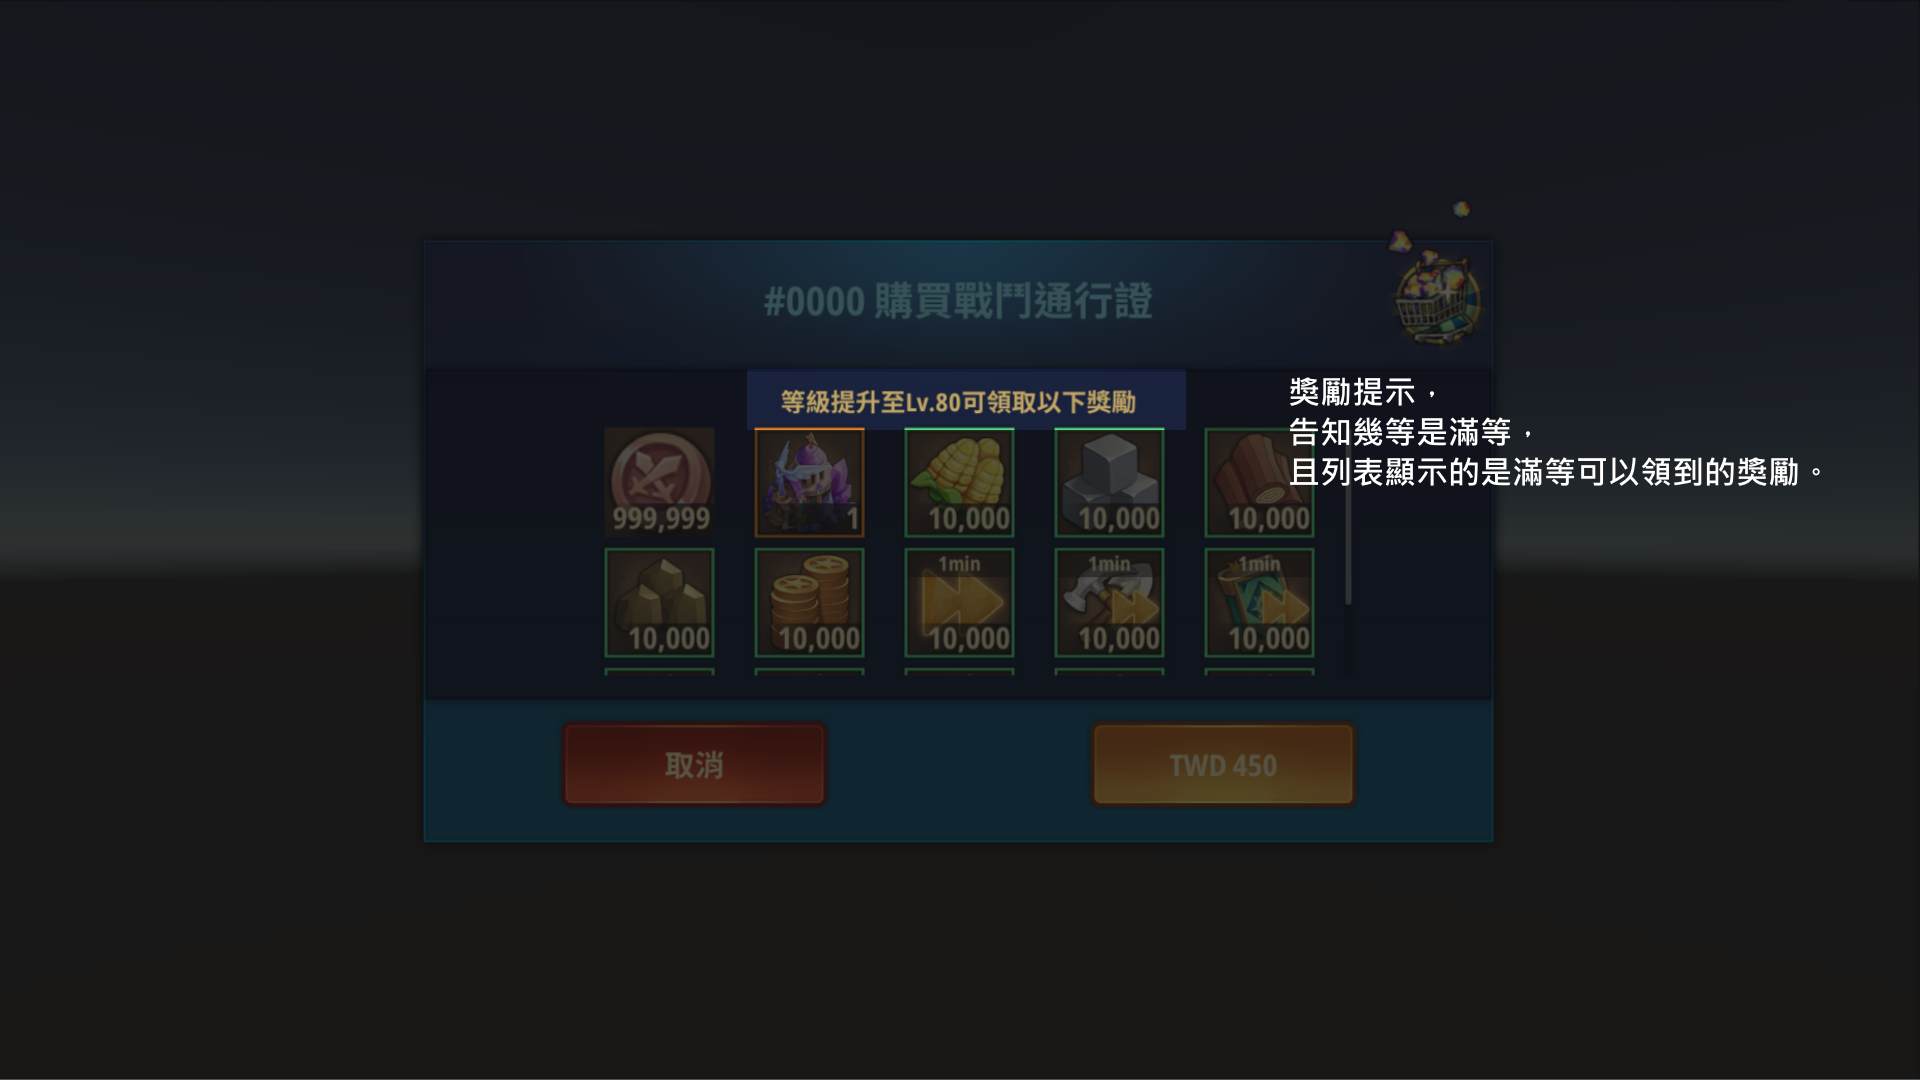 #0000 購買戰鬥通行證
等級提升至Lv.80可領取以下獎勵
獎勵提示，
告知幾等是滿等，
且列表顯示的是滿等可以領到的獎勵。
999,999
1
10,000
10,000
10,000
1min
1min
1min
10,000
10,000
10,000
10,000
10,000
取消
TWD 450